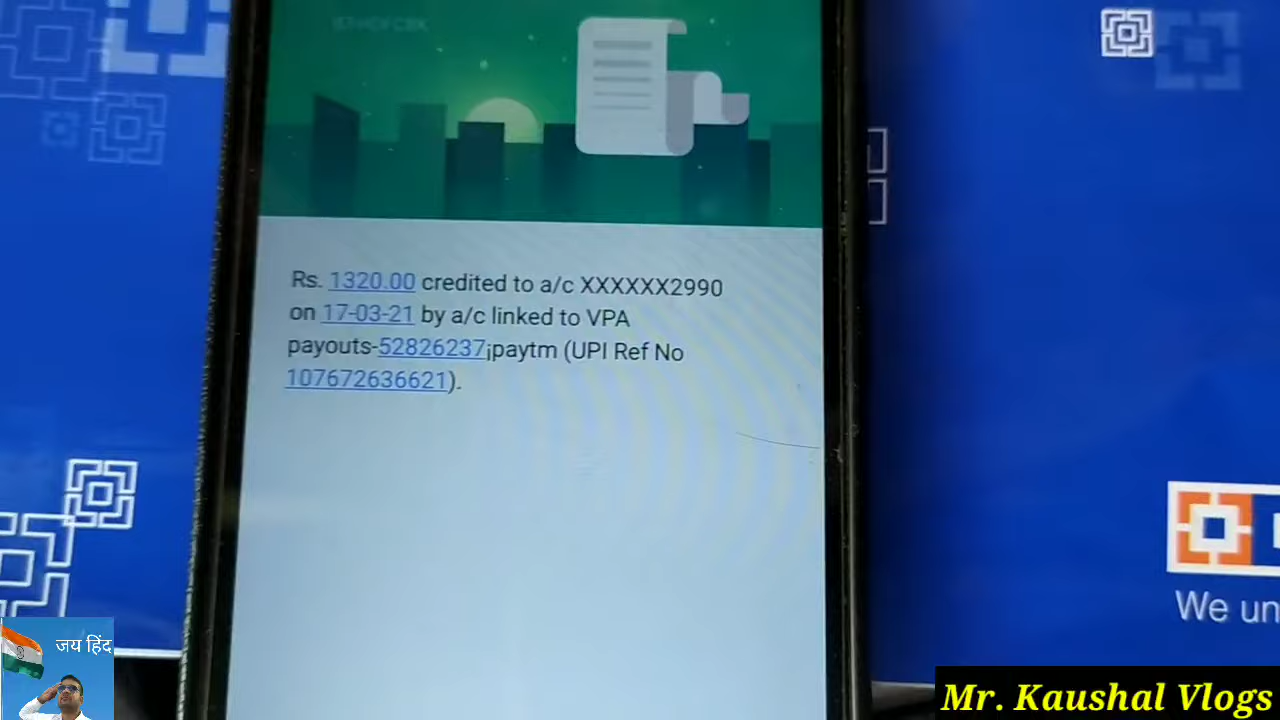 Rs. 1320.00 credited to a/c XXXXXX2990
on 17-03-21 by a/c linked to VPA
payouts-52826237¡paytm (UPI Ref No
107672636621).
We un
जय हिंद
Mr. Kaushal Vlogs